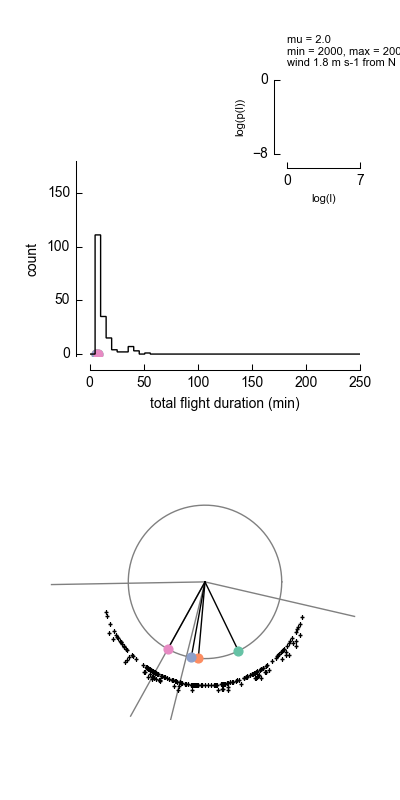 mu = 2.0
min = 2000, max = 200
wind 1.8 m s-1 from N
0
log(p(l))
−8
0 7
log(l)
150
100
50
0
count
0 50 100 150 200 250
total flight duration (min)